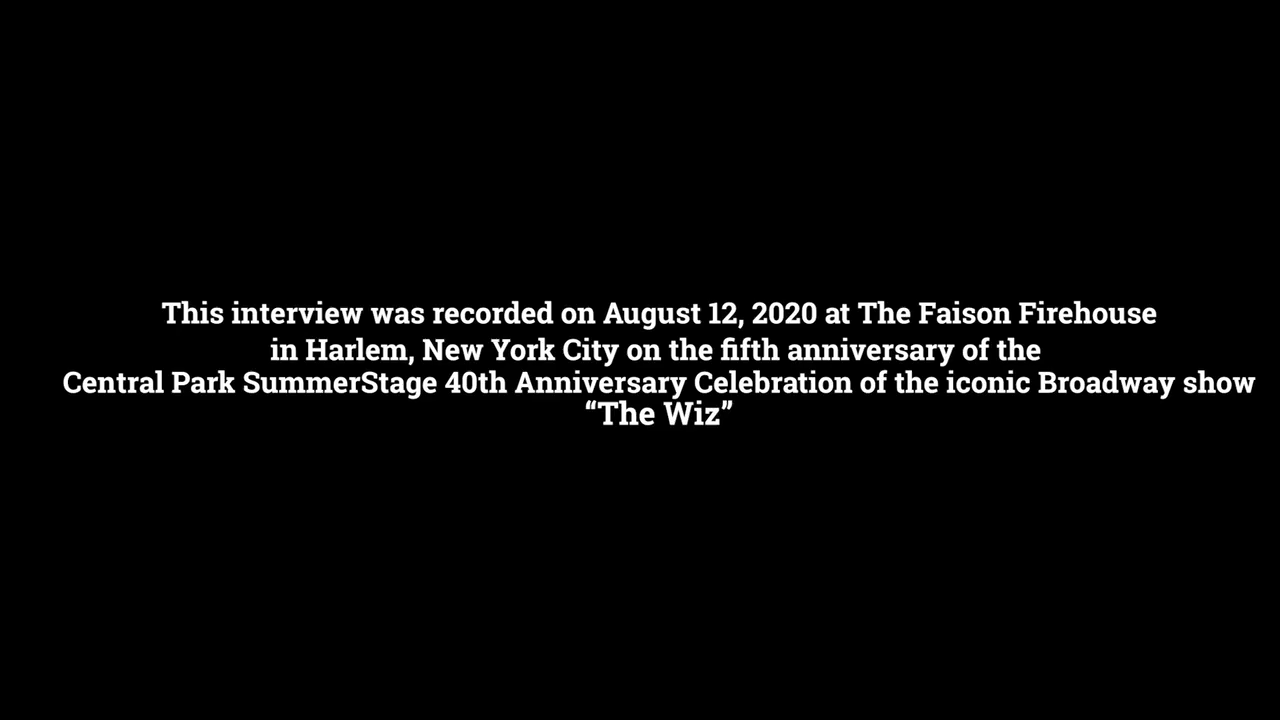 This interview was recorded on August 12, 2020 at The Faison Firehouse
in Harlem, New York City on the fifth anniversary of the
Central Park SummerStage 40th Anniversary Celebration of the iconic Broadway show
“The Wiz”